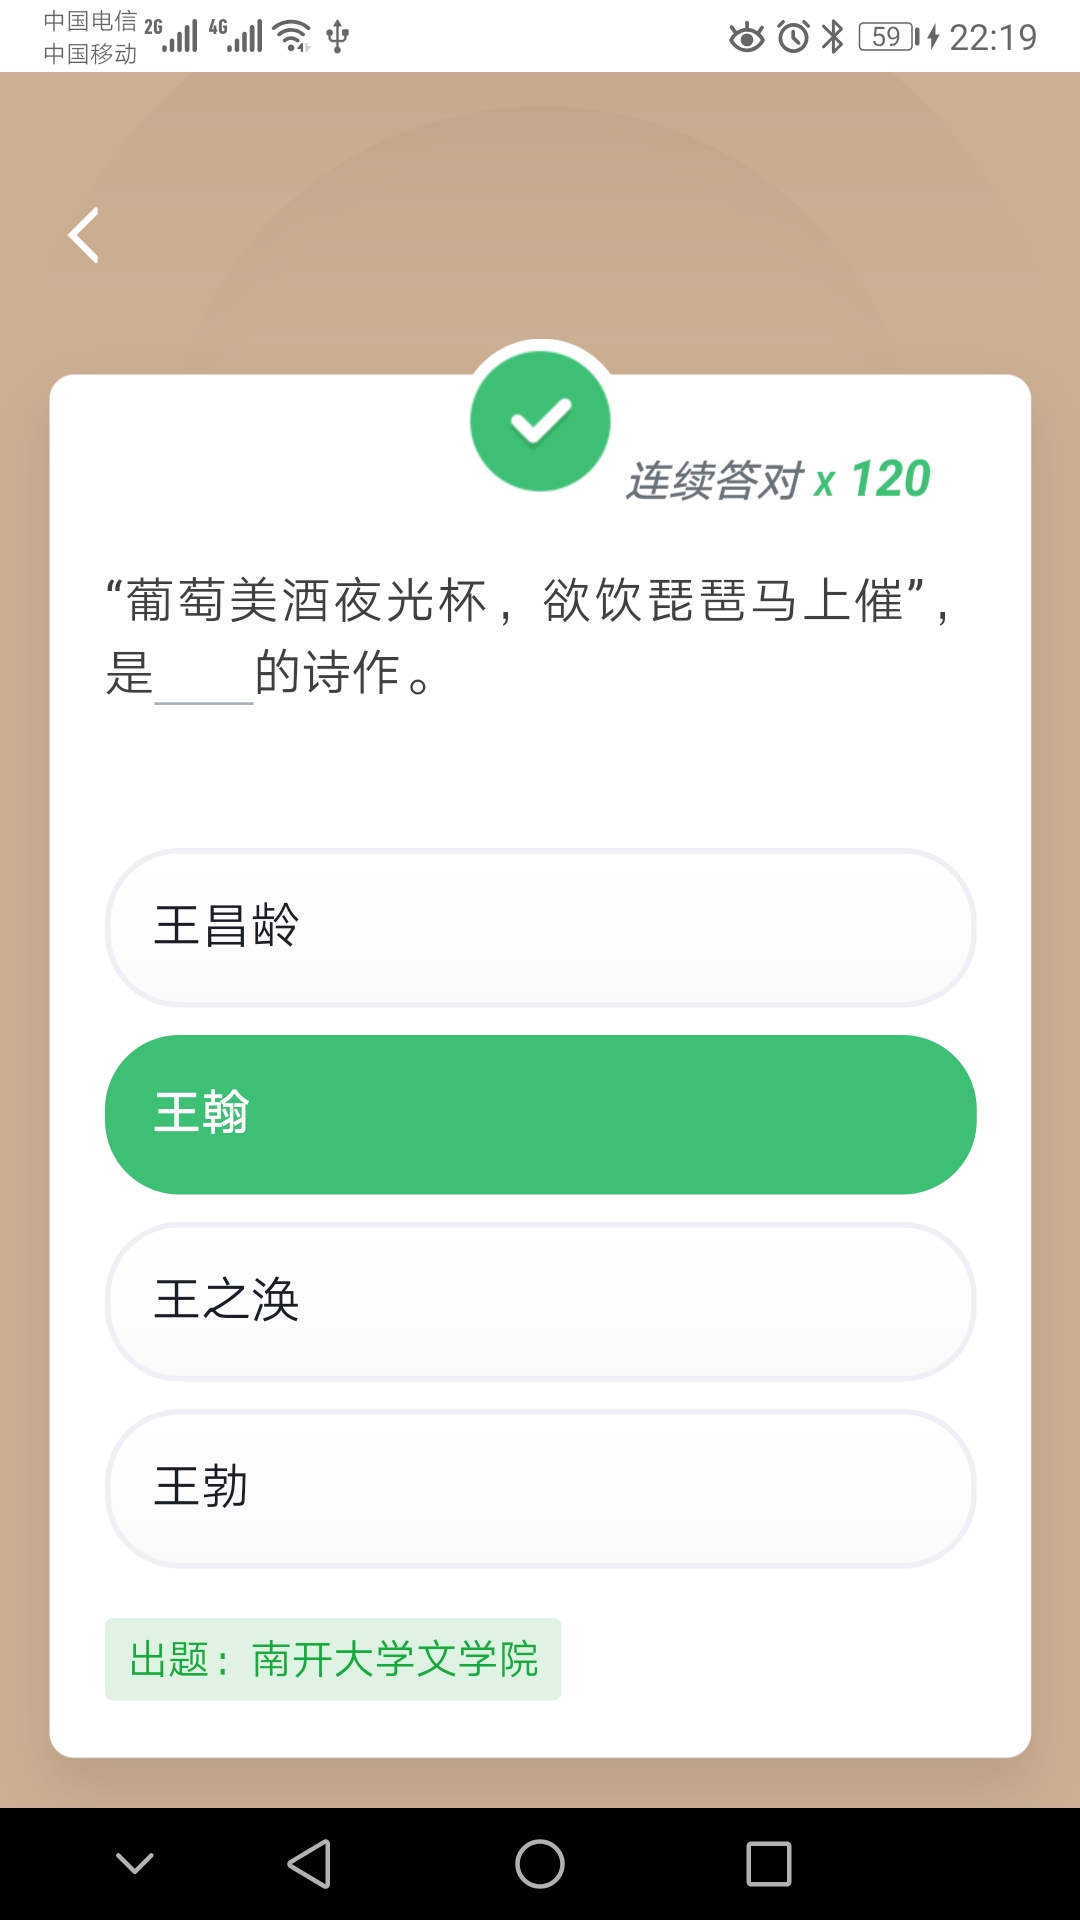 中国电信 2G 4G 59 22:19
中国移动
连续答对 x 120
“葡萄美酒夜光杯，欲饮琵琶马上催”，
是____的诗作。
王昌龄
王翰
王之涣
王勃
出题：南开大学文学院